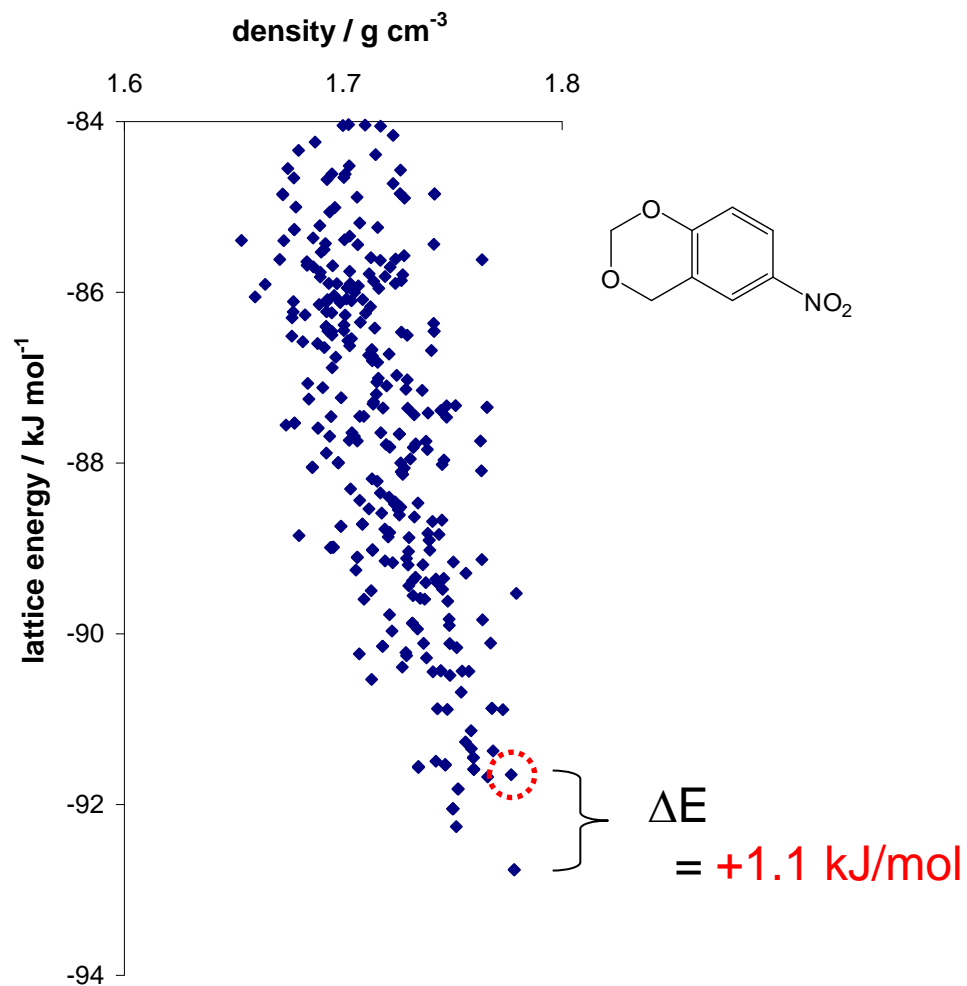 density / g cm⁻³
1.6 1.7 1.8
-84
-86
-88
-90
-92
-94
lattice energy / kJ mol⁻¹
O
O
NO₂
ΔE
= +1.1 kJ/mol